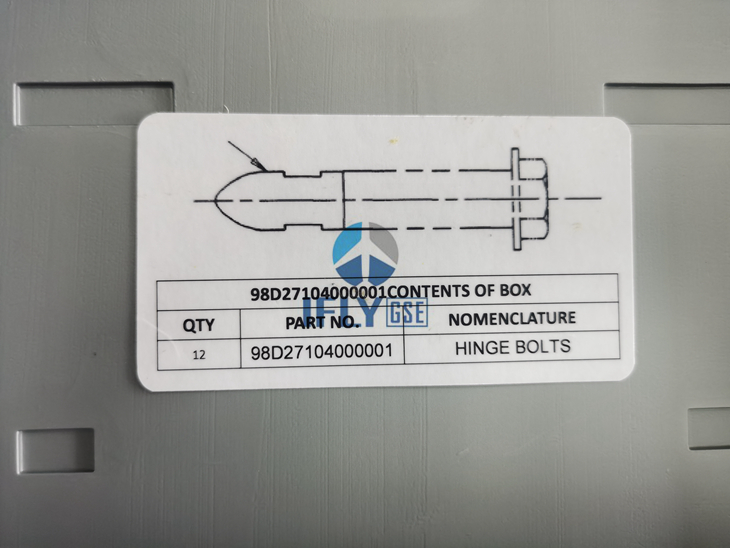 98D27104000001CONTENTS OF BOX
QTY PART NO. NOMENCLATURE
12 98D27104000001 HINGE BOLTS
IFLY GSE